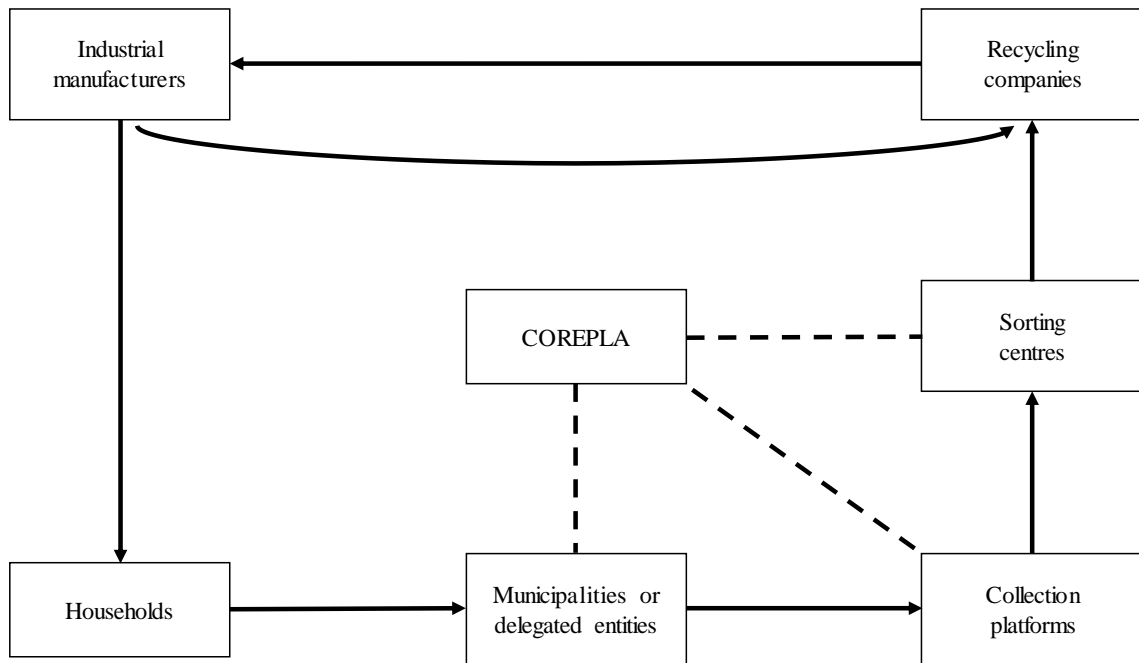 Industrial
manufacturers
Recycling
companies
COREPLA
Sorting
centres
Households
Municipalities or
delegated entities
Collection
platforms